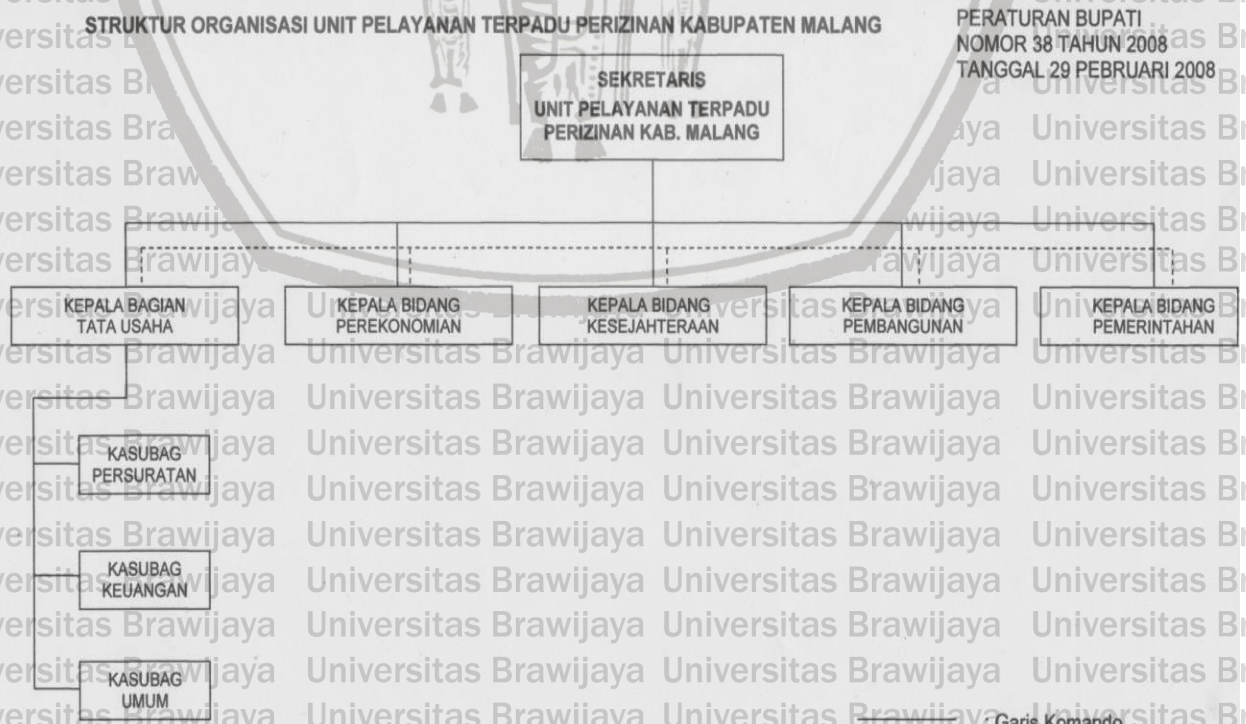 STRUKTUR ORGANISASI UNIT PELAYANAN TERPADU PERIZINAN KABUPATEN MALANG
PERATURAN BUPATI
NOMOR 38 TAHUN 2008
TANGGAL 29 PEBRUARI 2008
SEKRETARIS
UNIT PELAYANAN TERPADU
PERIZINAN KAB. MALANG
KEPALA BAGIAN
TATA USAHA
KEPALA BIDANG
PEREKONOMIAN
KEPALA BIDANG
KESEJAHTERAAN
KEPALA BIDANG
PEMBANGUNAN
KEPALA BIDANG
PEMERINTAHAN
KASUBAG
PERSURATAN
KASUBAG
KEUANGAN
KASUBAG
UMUM
: Garis Komando
Universitas Brawijaya